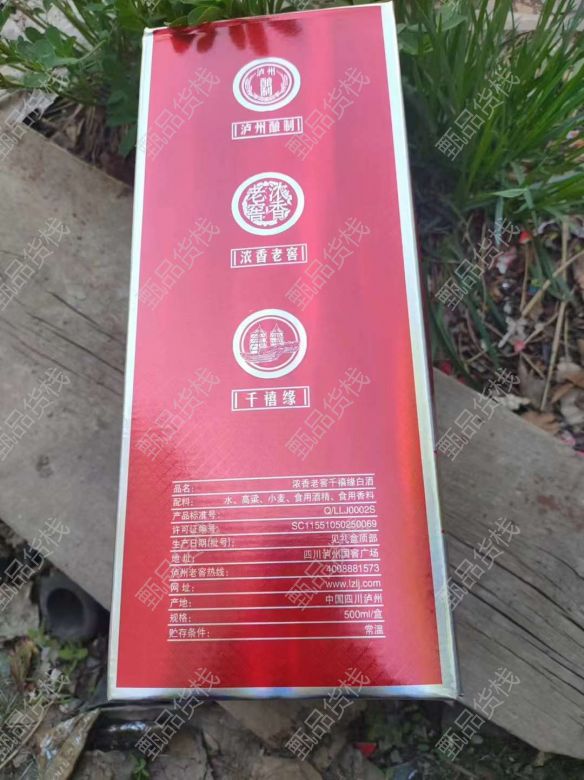 泸州
酿制
泸州酿制
老浓
窖香
浓香老窖
千禧缘
品名： 浓香老窖千禧缘白酒
配料： 水、高粱、小麦、食用酒精、食用香料
产品标准号： Q/LLJ0002S
许可证编号： SC11551050250069
生产日期(批号)： 见礼盒顶部
地 址： 四川泸州国窖广场
泸州老窖热线： 4008881573
网 址： www.lzlj.com
产地： 中国四川泸州
规格： 500ml/盒
贮存条件： 常温
甄品货栈